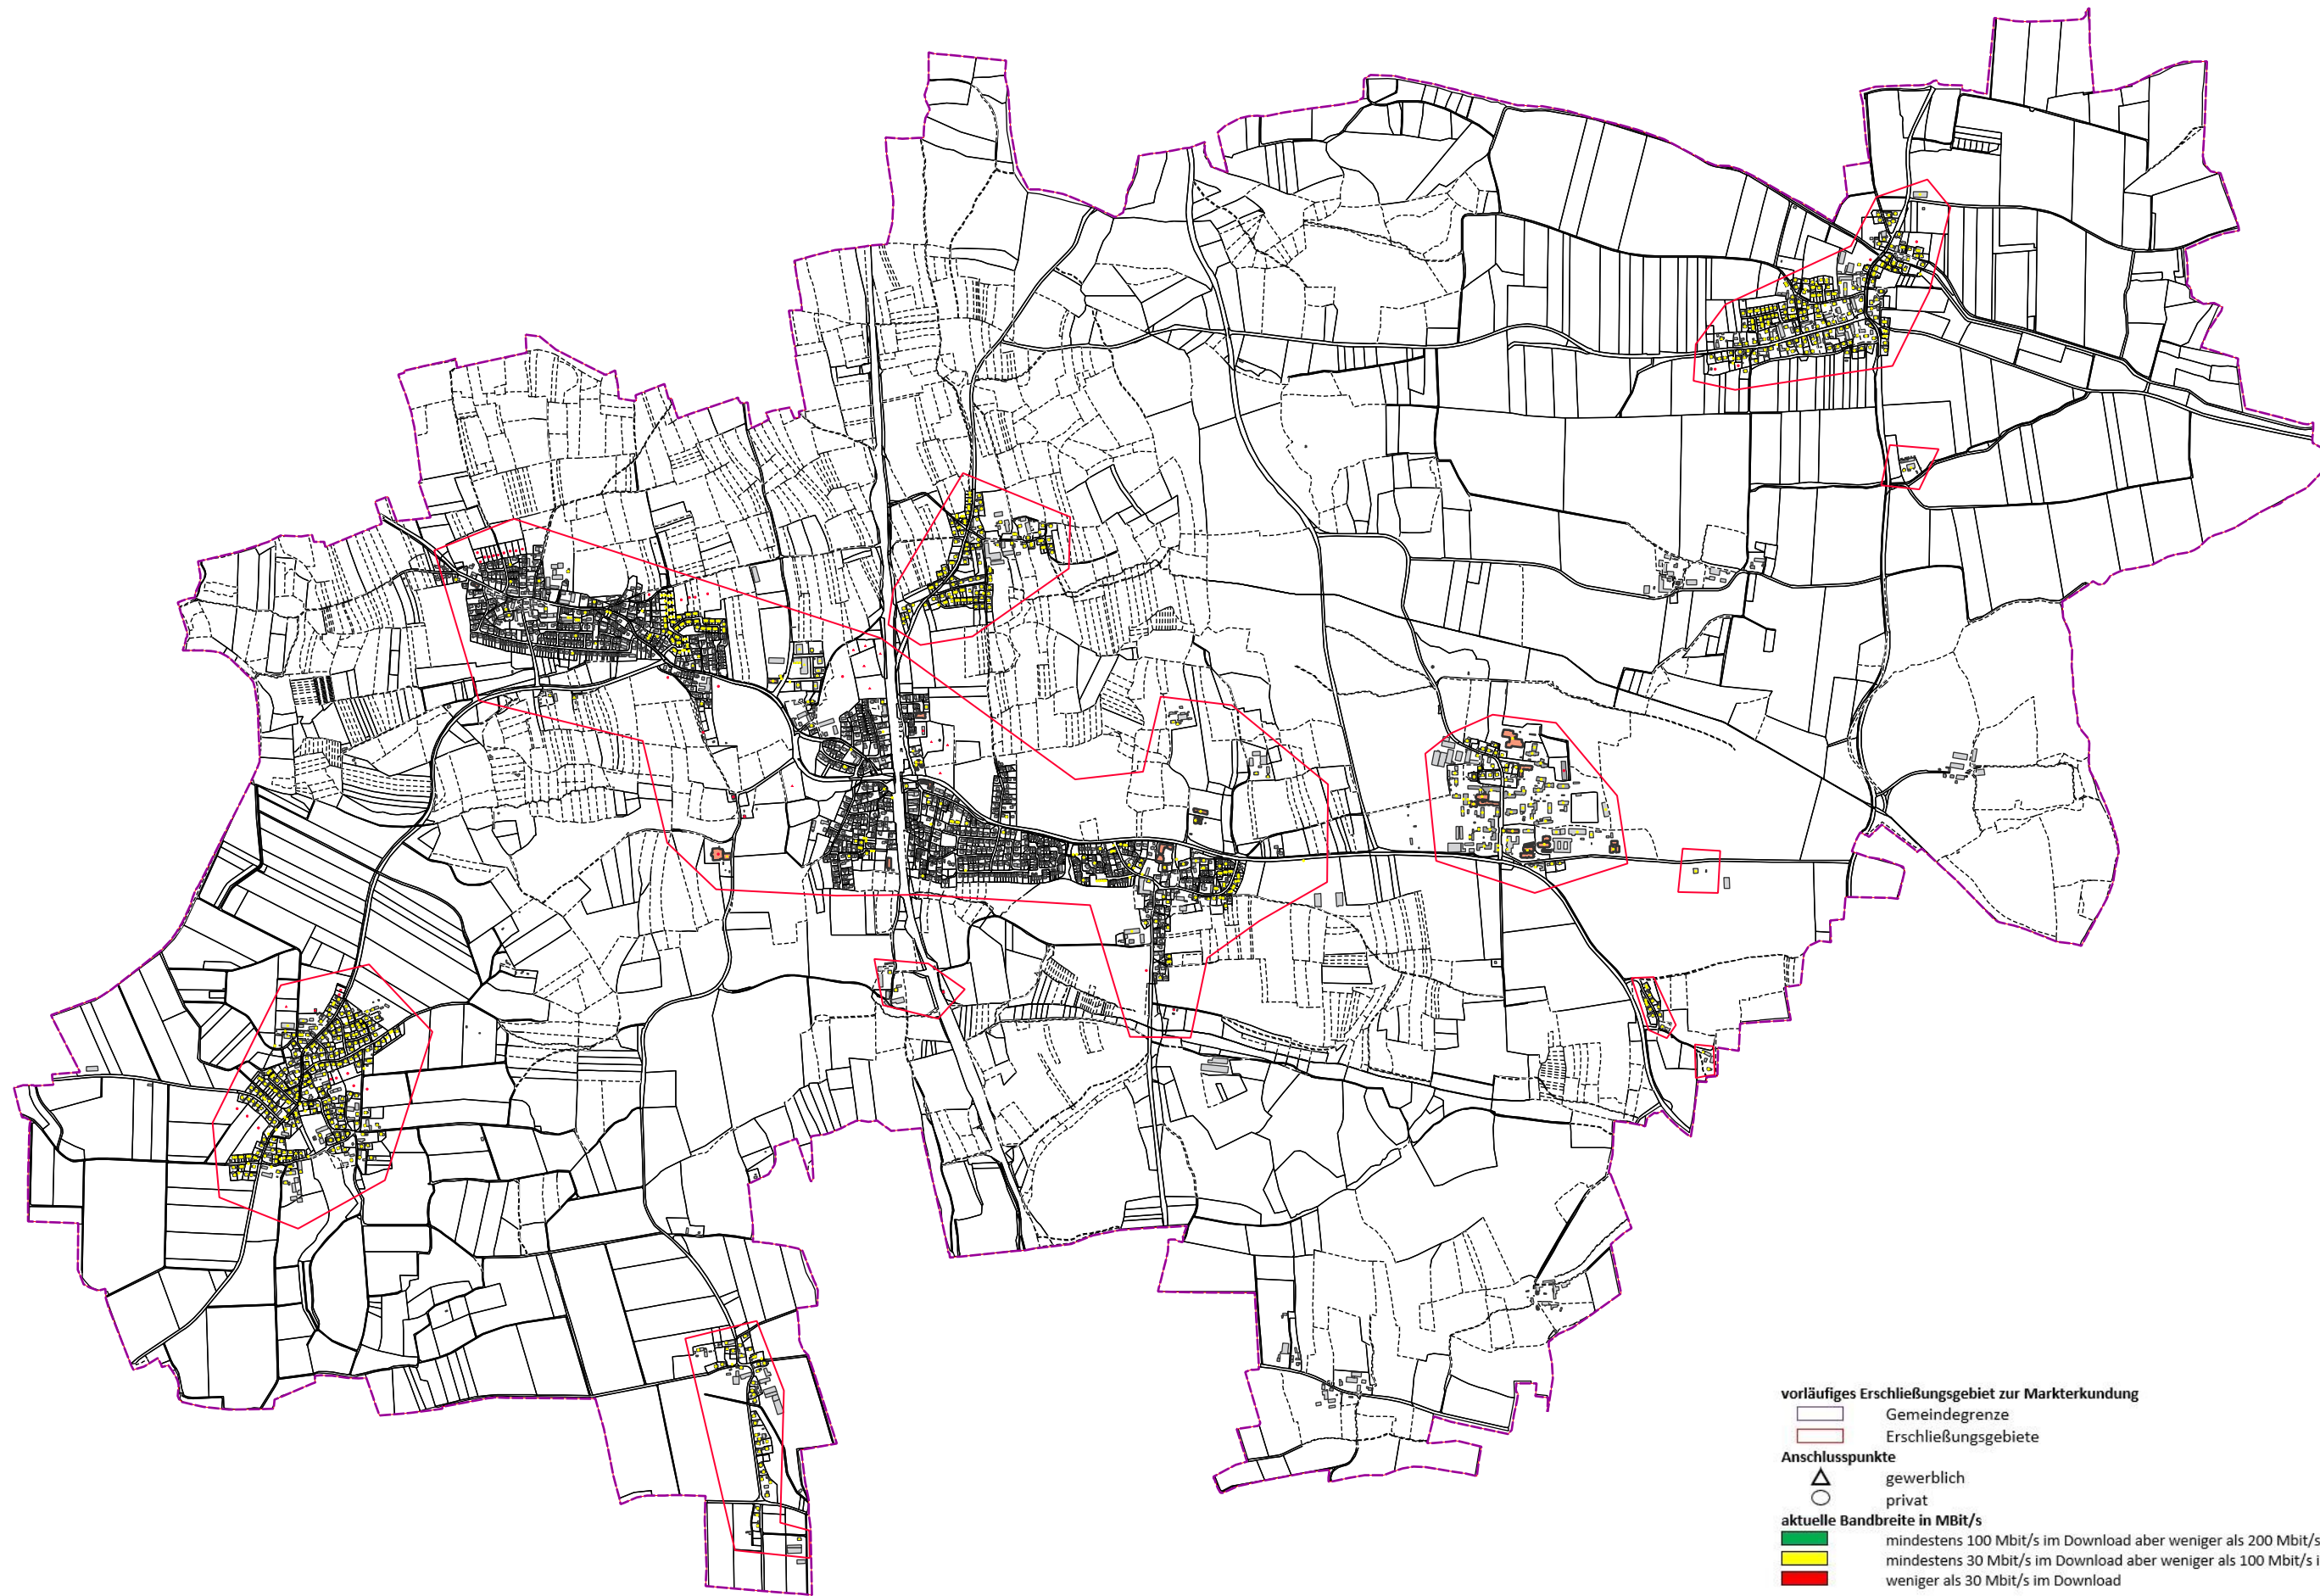 vorläufiges Erschließungsgebiet zur Markterkundung
Gemeindegrenze
Erschließungsgebiete
Anschlusspunkte
gewerblich
privat
aktuelle Bandbreite in MBit/s
mindestens 100 Mbit/s im Download aber weniger als 200 Mbit/s
mindestens 30 Mbit/s im Download aber weniger als 100 Mbit/s i
weniger als 30 Mbit/s im Download